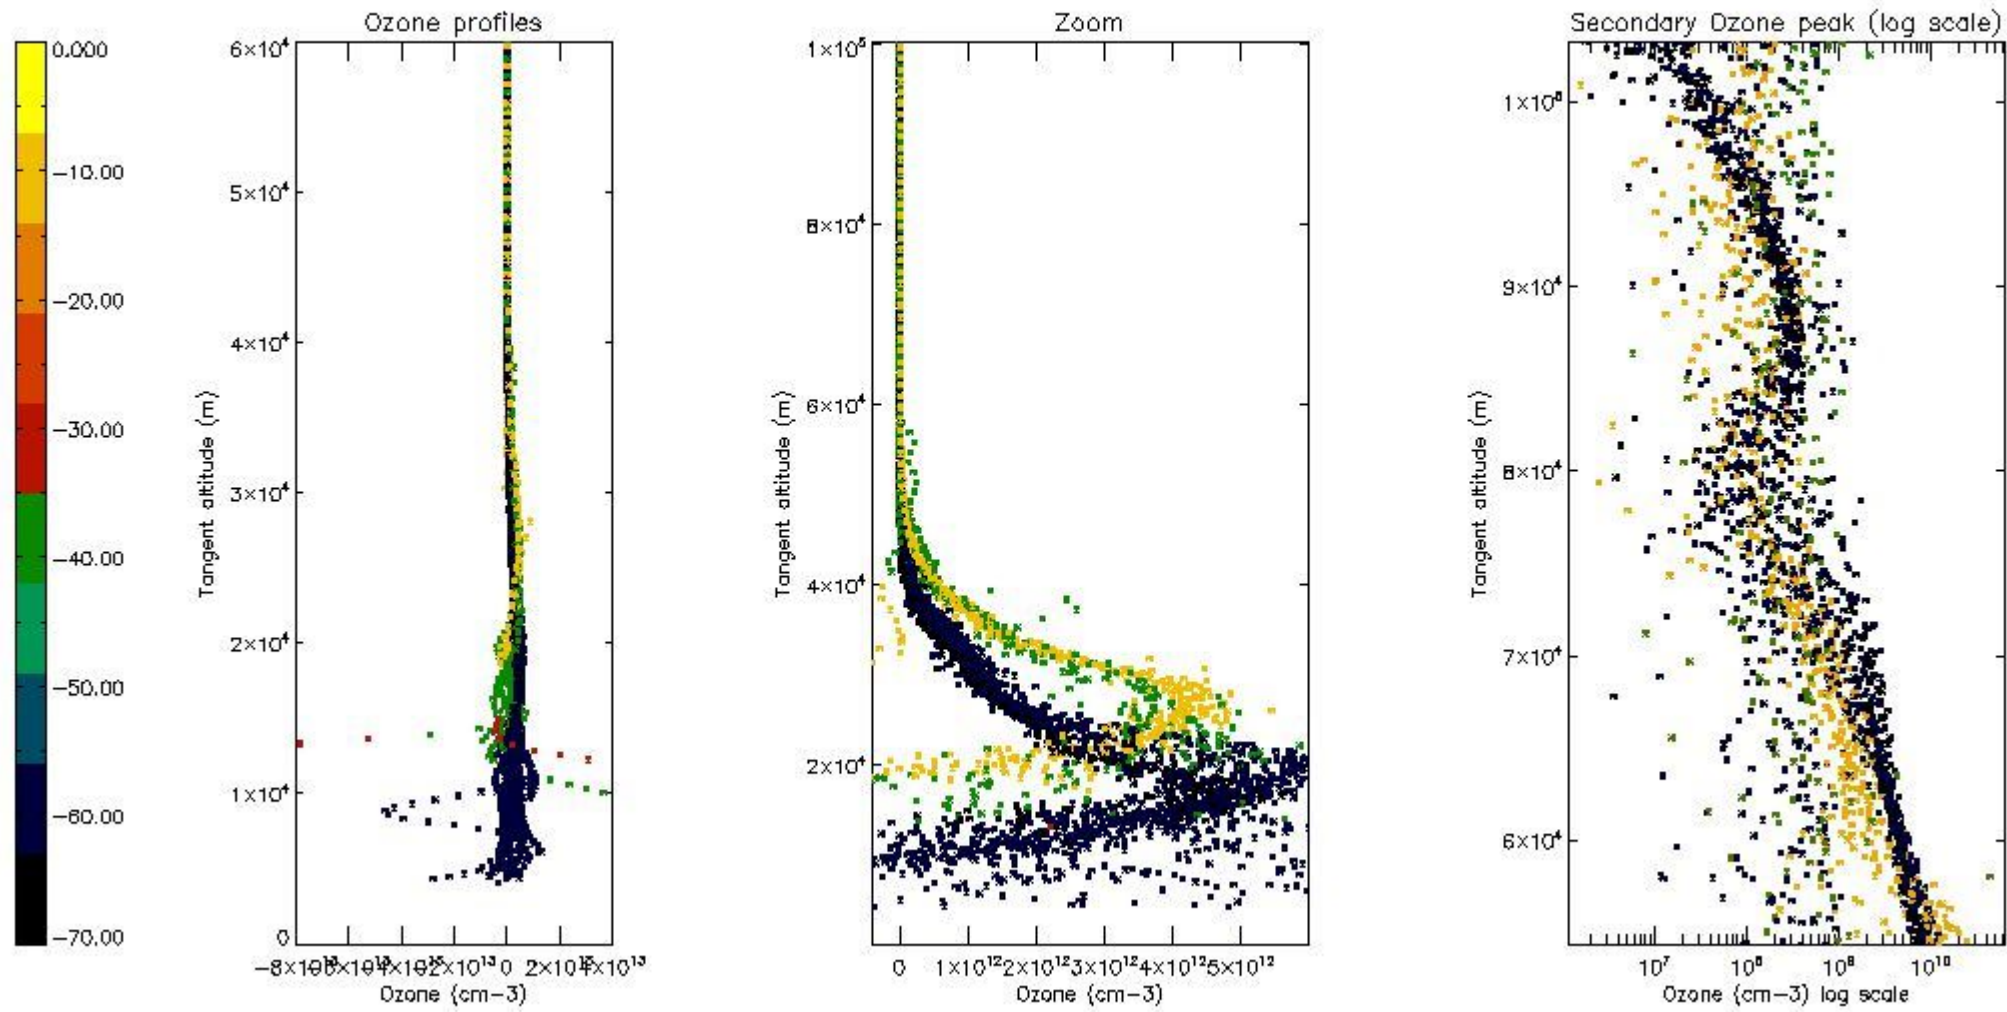 Ozone profiles
Zoom
Secondary Ozone peak (log scale)
0.000
−10.00
−20.00
−30.00
−40.00
−50.00
−60.00
−70.00
6×10⁴
5×10⁴
4×10⁴
3×10⁴
2×10⁴
1×10⁴
0
Tangent altitude (m)
0
Ozone (cm−3)
1×10⁵
8×10⁴
6×10⁴
4×10⁴
2×10⁴
Tangent altitude (m)
0 1×10¹² 2×10¹² 3×10¹² 4×10¹² 5×10¹²
Ozone (cm−3)
1×10⁵
9×10⁴
8×10⁴
7×10⁴
6×10⁴
Tangent altitude (m)
10⁷ 10⁸ 10⁹ 10¹⁰
Ozone (cm−3) log scale